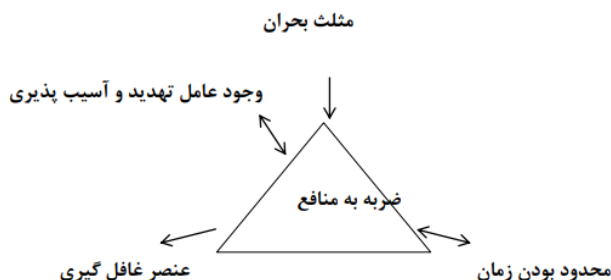 مثلث بحران
وجود عامل تهدید و آسیب پذیری
ضربه به منافع
محدود بودن زمان
عنصر غافل گیری